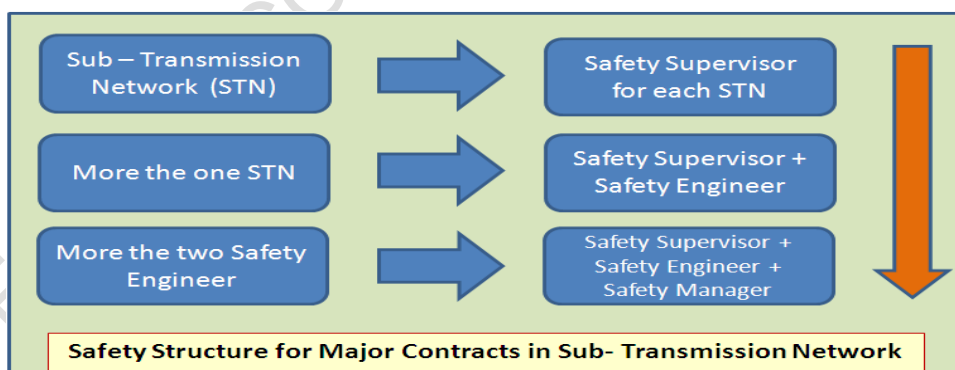 Sub – Transmission
Network (STN)
Safety Supervisor
for each STN
More the one STN
Safety Supervisor +
Safety Engineer
More the two Safety
Engineer
Safety Supervisor +
Safety Engineer +
Safety Manager
Safety Structure for Major Contracts in Sub- Transmission Network